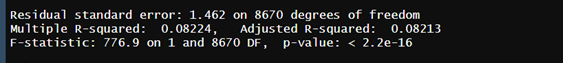 Residual standard error: 1.462 on 8670 degrees of freedom
Multiple R-squared:  0.08224,	Adjusted R-squared:  0.08213
F-statistic: 776.9 on 1 and 8670 DF,  p-value: < 2.2e-16